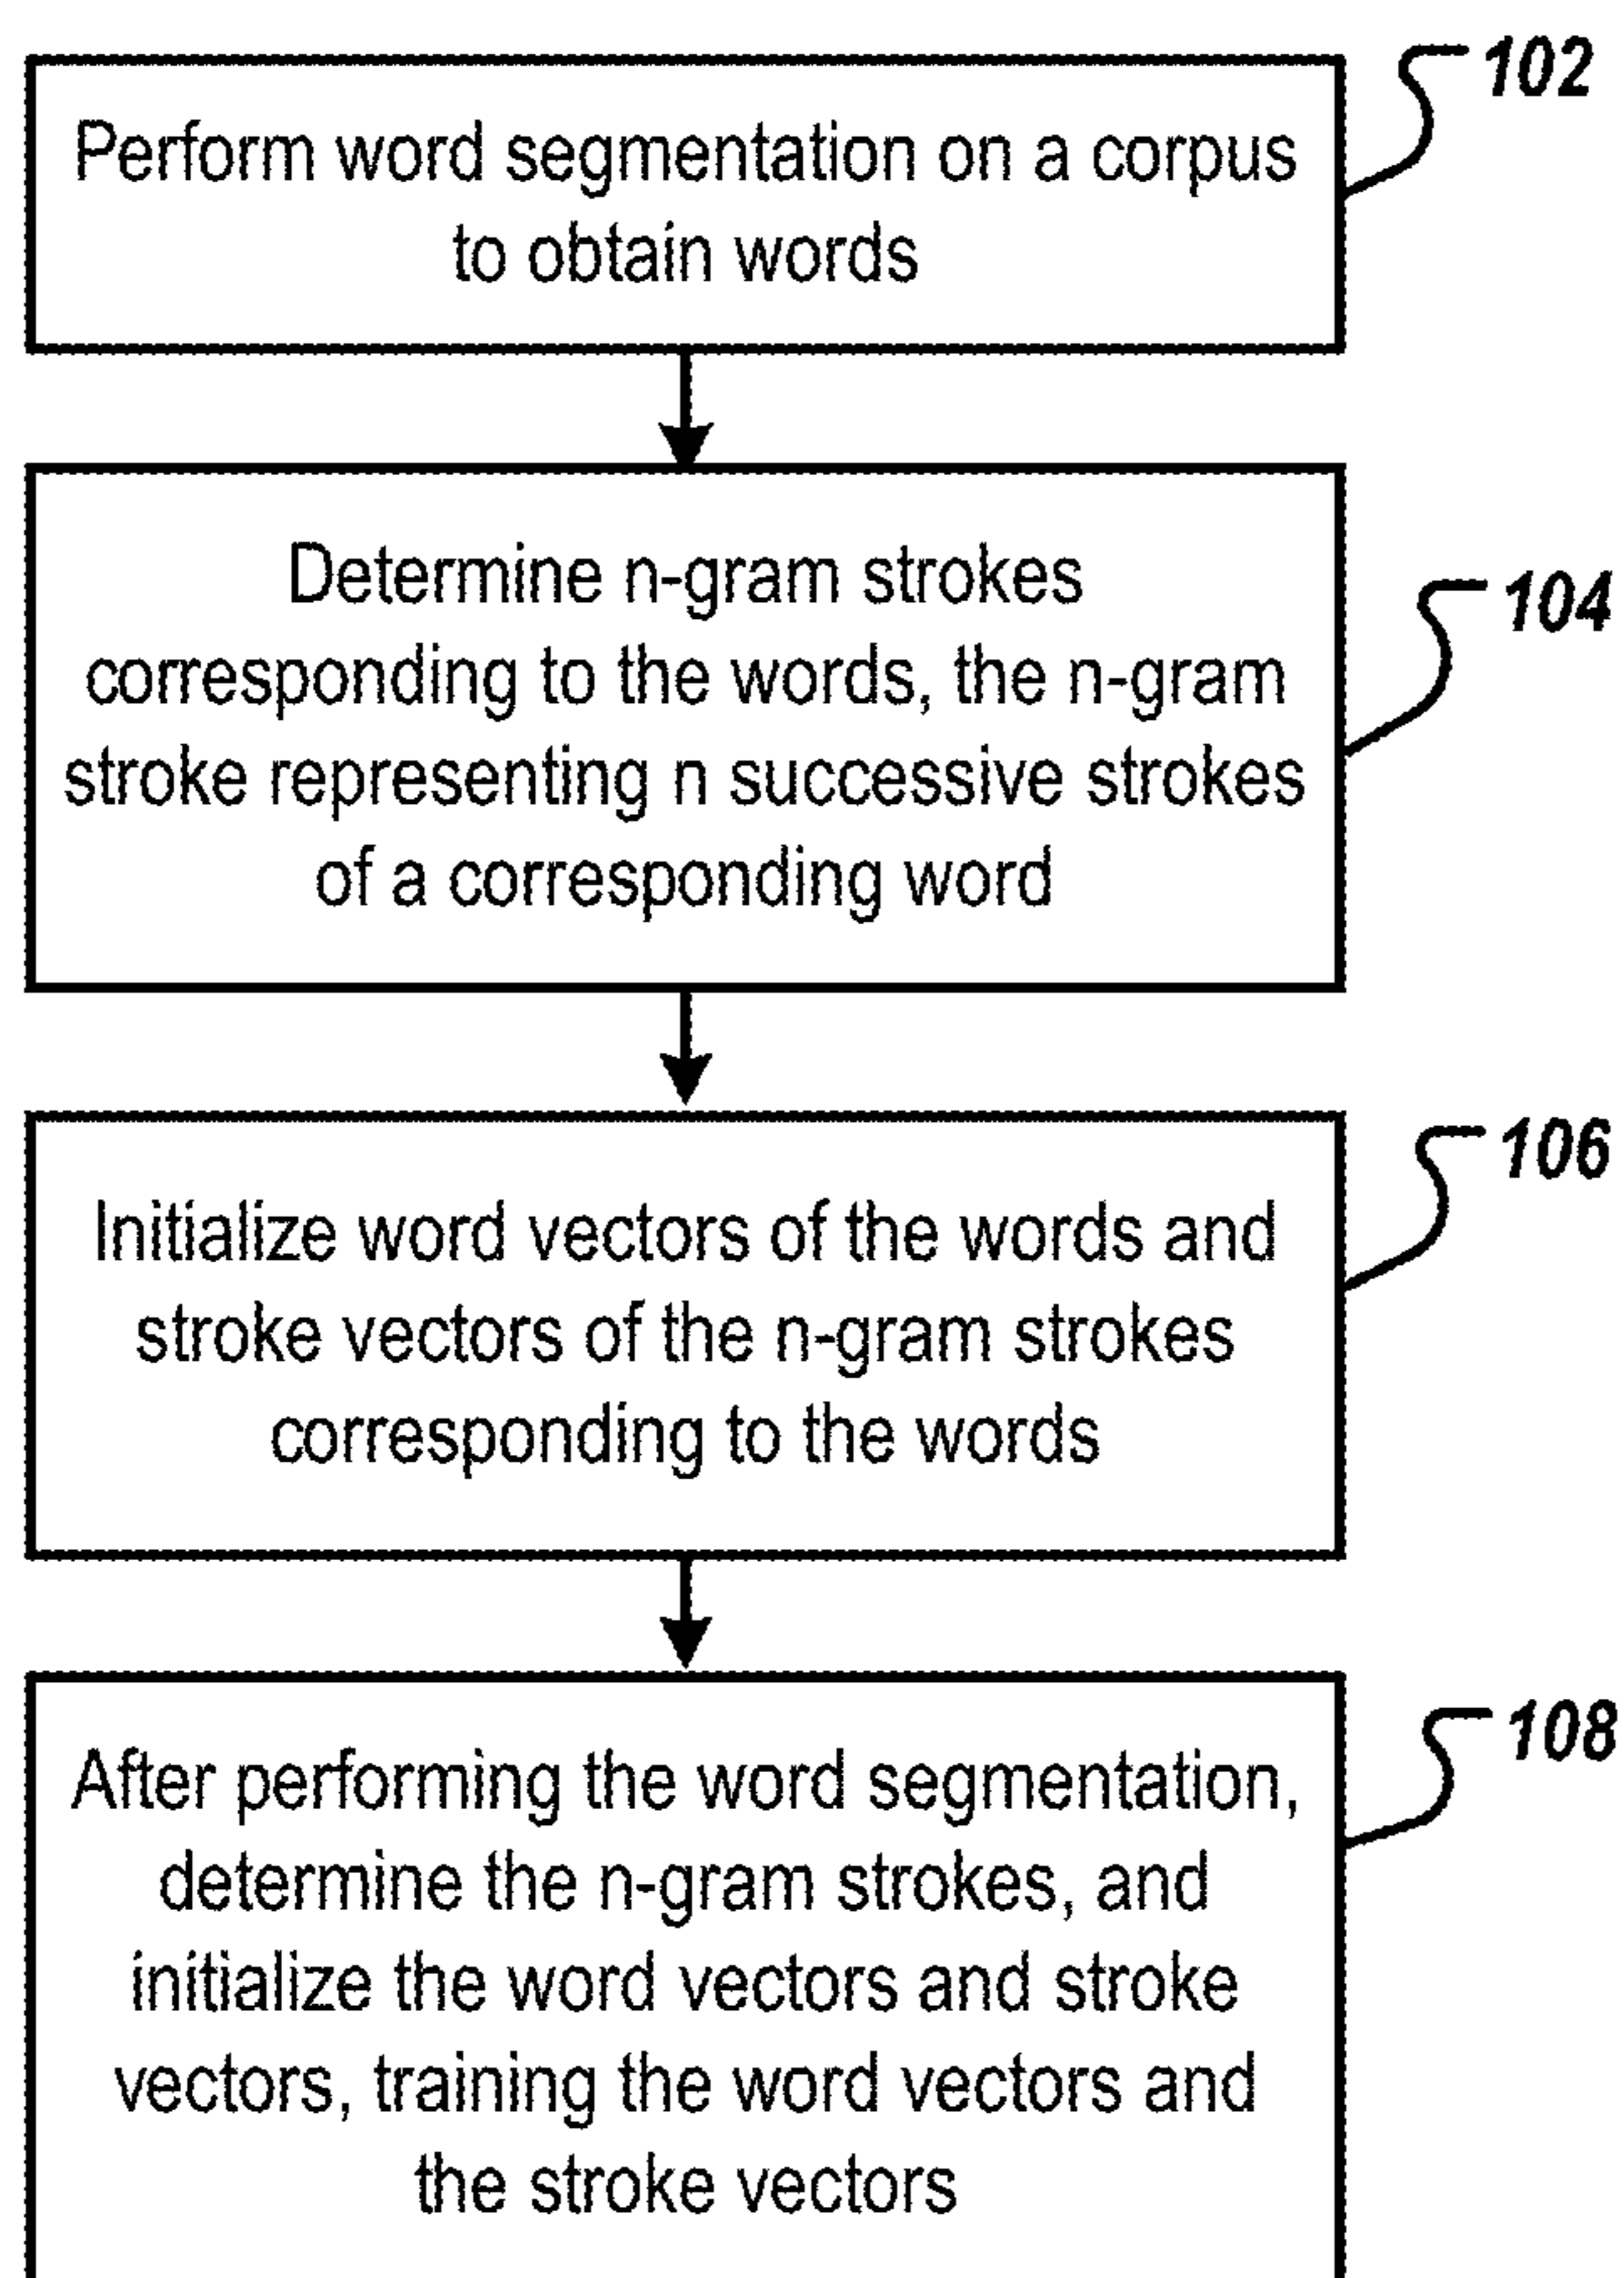 102
Perform word segmentation on a corpus
to obtain words
104
Determine n-gram strokes
corresponding to the words, the n-gram
stroke representing n successive strokes
of a corresponding word
106
Initialize word vectors of the words and
stroke vectors of the n-gram strokes
corresponding to the words
108
After performing the word segmentation,
determine the n-gram strokes, and
initialize the word vectors and stroke
vectors, training the word vectors and
the stroke vectors